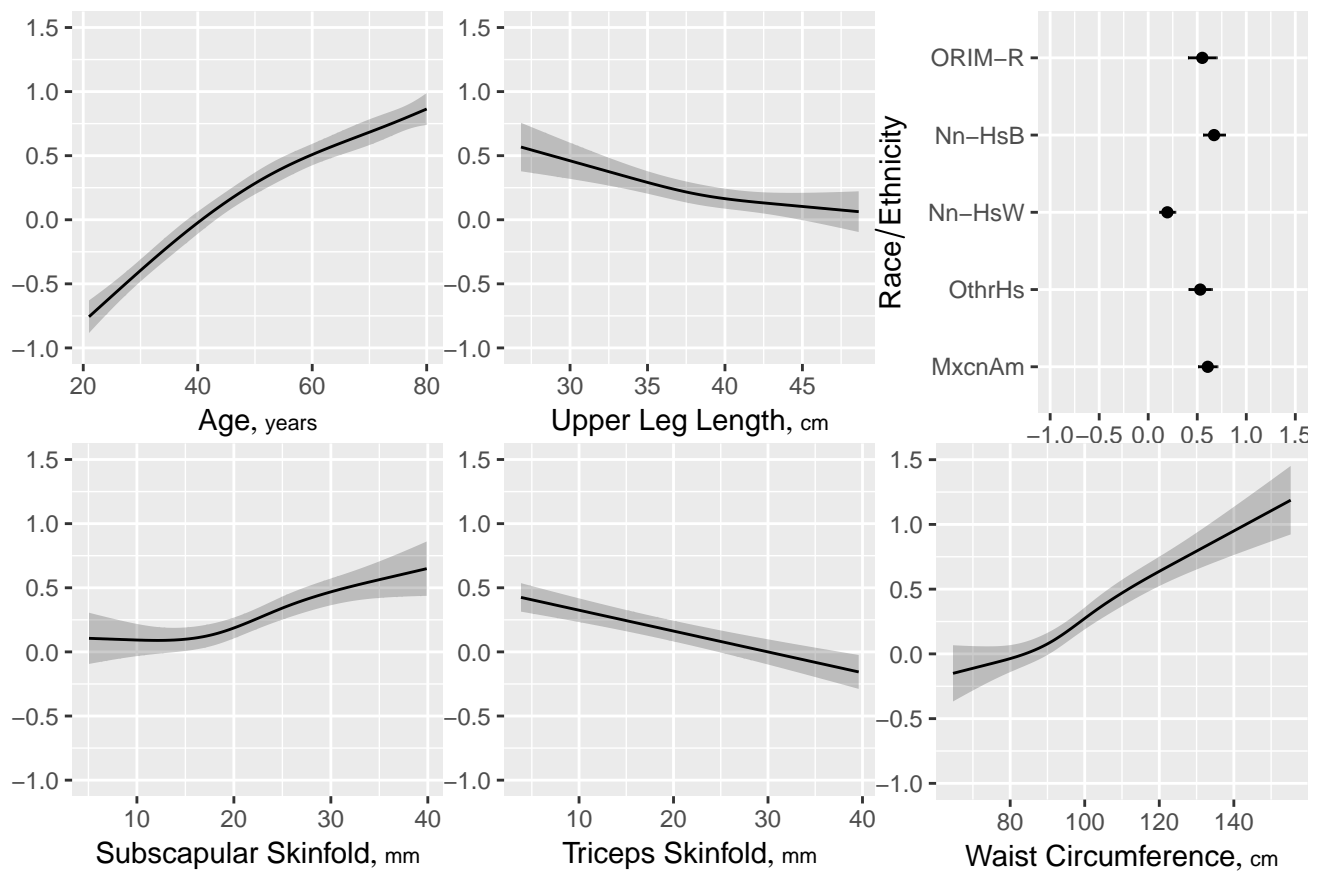 1.5
1.0
0.5
0.0
−0.5
−1.0
20 40 60 80
Age, years
1.5
1.0
0.5
0.0
−0.5
−1.0
30 35 40 45
Upper Leg Length, cm
Race/Ethnicity
ORIM−R
Nn−HsB
Nn−HsW
OthrHs
MxcnAm
−1.0 −0.5 0.0 0.5 1.0 1.5
1.5
1.0
0.5
0.0
−0.5
−1.0
10 20 30 40
Subscapular Skinfold, mm
1.5
1.0
0.5
0.0
−0.5
−1.0
10 20 30 40
Triceps Skinfold, mm
1.5
1.0
0.5
0.0
−0.5
−1.0
80 100 120 140
Waist Circumference, cm